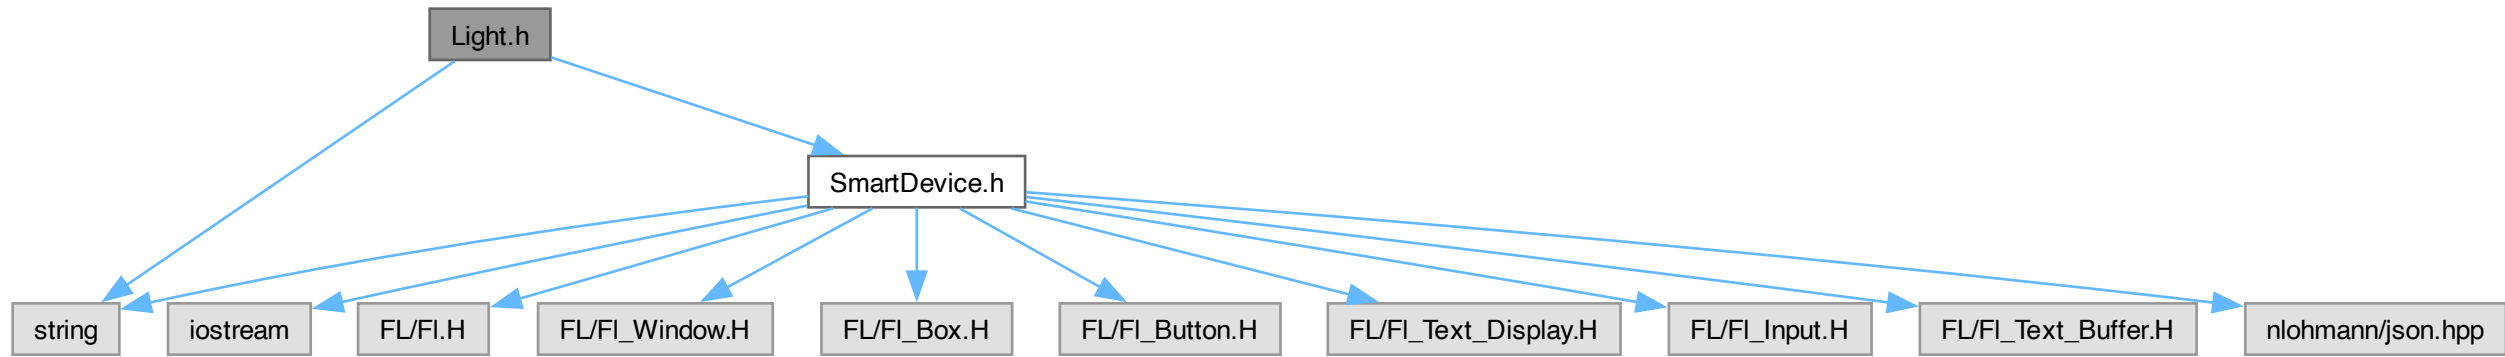 Light.h
SmartDevice.h
string
iostream
FL/Fl.H
FL/Fl_Window.H
FL/Fl_Box.H
FL/Fl_Button.H
FL/Fl_Text_Display.H
FL/Fl_Input.H
FL/Fl_Text_Buffer.H
nlohmann/json.hpp